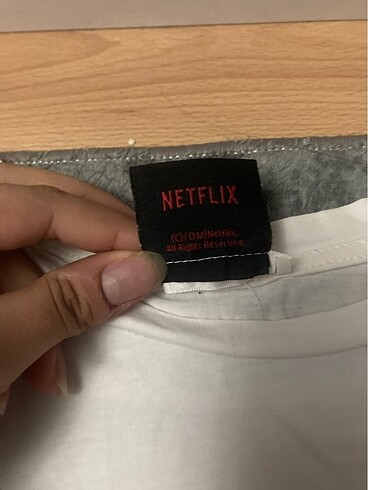 NETFLIX
(C)/(TM)Netflix.
All Rights Reserved.